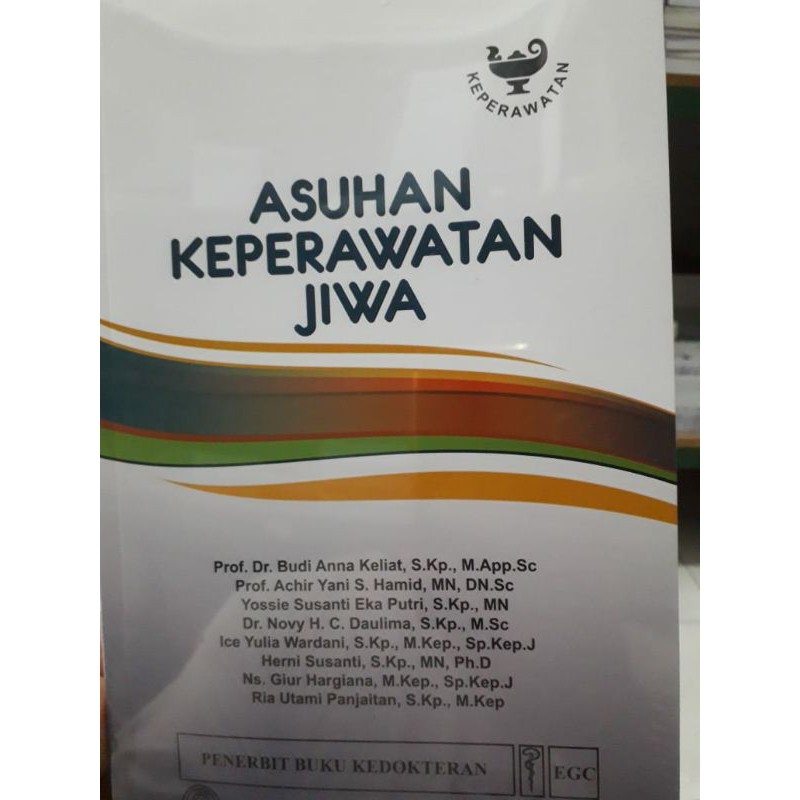 KEPERAWATAN
ASUHAN
KEPERAWATAN
JIWA
Prof. Dr. Budi Anna Keliat, S.Kp., M.App.Sc
Prof. Achir Yani S. Hamid, MN, DN.Sc
Yossie Susanti Eka Putri, S.Kp., MN
Dr. Novy H. C. Daulima, S.Kp., M.Sc
Ice Yulia Wardani, S.Kp., M.Kep., Sp.Kep.J
Herni Susanti, S.Kp., MN, Ph.D
Ns. Giur Hargiana, M.Kep., Sp.Kep.J
Ria Utami Panjaitan, S.Kp., M.Kep
PENERBIT BUKU KEDOKTERAN EGC